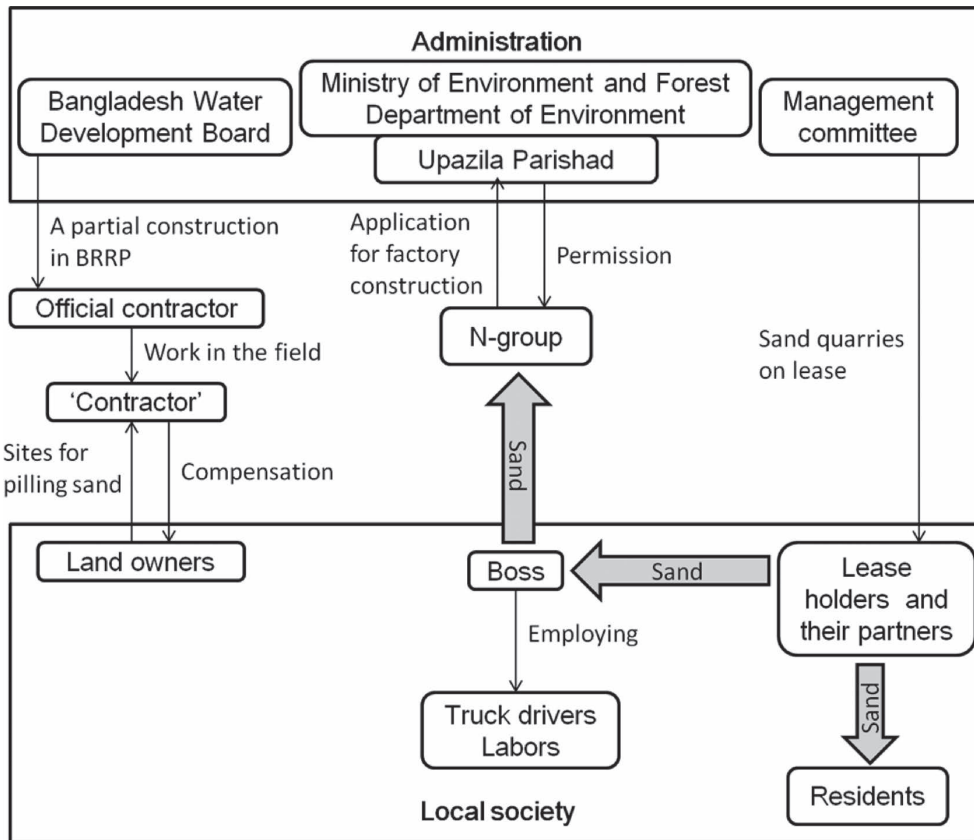 Administration
Bangladesh Water
Development Board
Ministry of Environment and Forest
Department of Environment
Upazila Parishad
Management
committee
A partial construction
in BRRP
Application
for factory
construction
Permission
Official contractor
N-group
Sand quarries
on lease
Work in the field
‘Contractor’
Sites for
pilling sand
Compensation
Sand
Land owners
Boss
Sand
Lease
holders and
their partners
Employing
Truck drivers
Labors
Sand
Residents
Local society